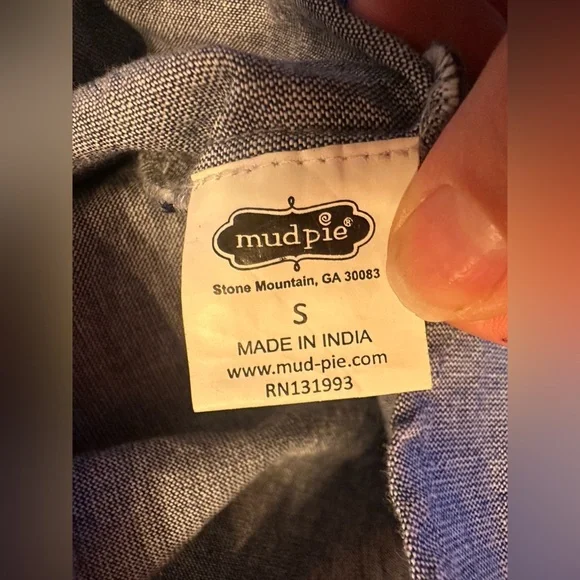 mudpie®
Stone Mountain, GA 30083
S
MADE IN INDIA
www.mud-pie.com
RN131993